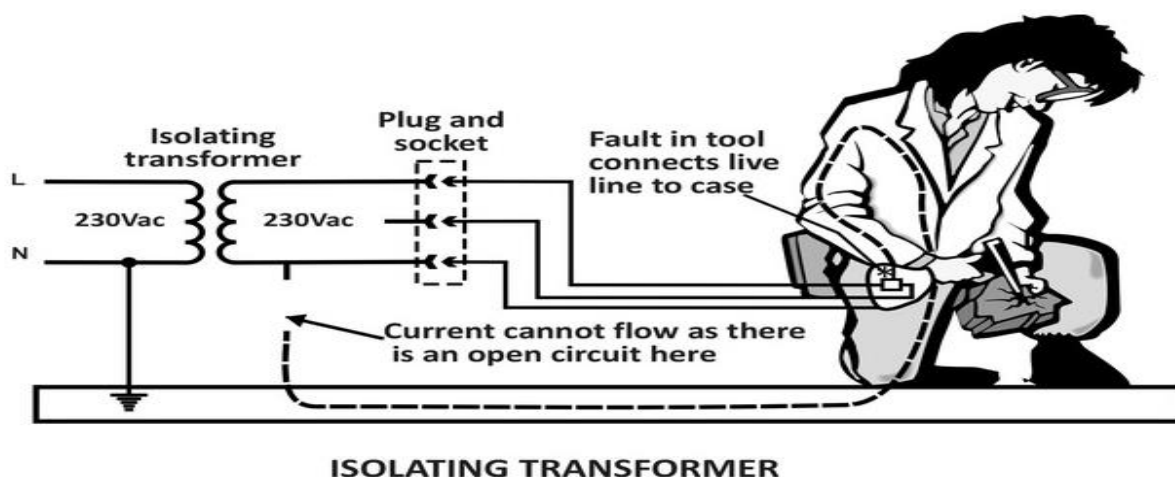 Isolating
transformer
Plug and
socket
Fault in tool
connects live
line to case
L
230Vac
230Vac
N
*
Current cannot flow as there
is an open circuit here
ISOLATING TRANSFORMER